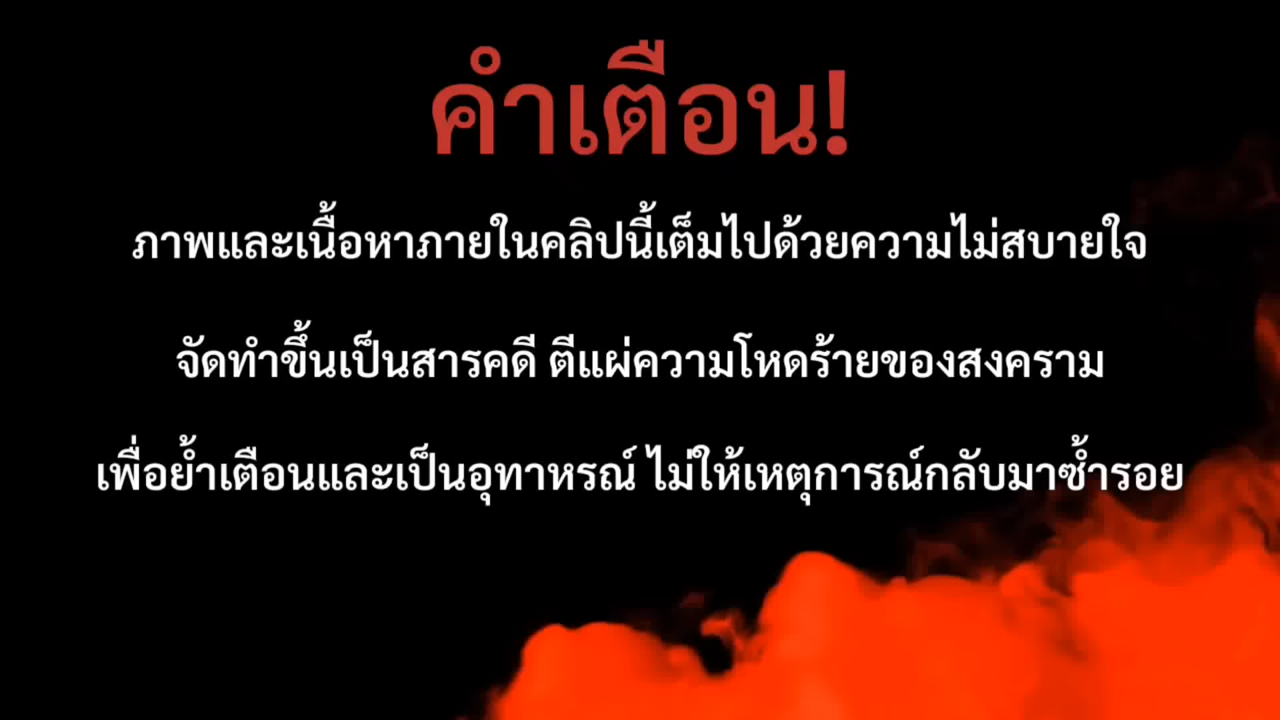 คำเตือน!
ภาพและเนื้อหาภายในคลิปนี้เต็มไปด้วยความไม่สบายใจ
จัดทำขึ้นเป็นสารคดี ตีแผ่ความโหดร้ายของสงคราม
เพื่อย้ำเตือนและเป็นอุทาหรณ์ ไม่ให้เหตุการณ์กลับมาซ้ำรอย